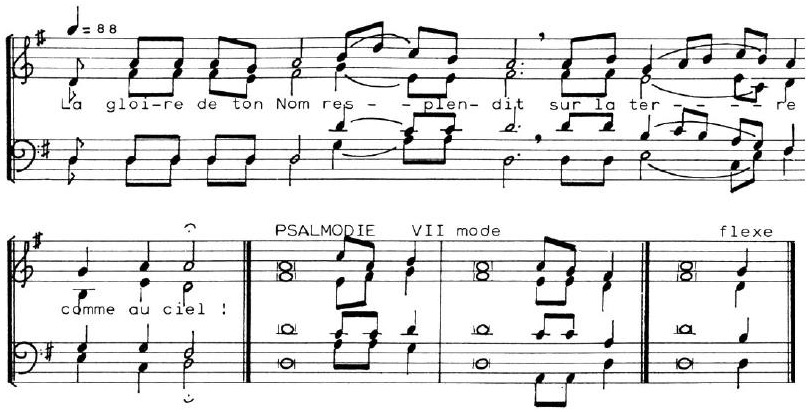 = 88
La gloi-re de ton Nom res - - plen- dit sur la ter - - - - re
PSALMODIE VII mode flexe
comme au ciel !